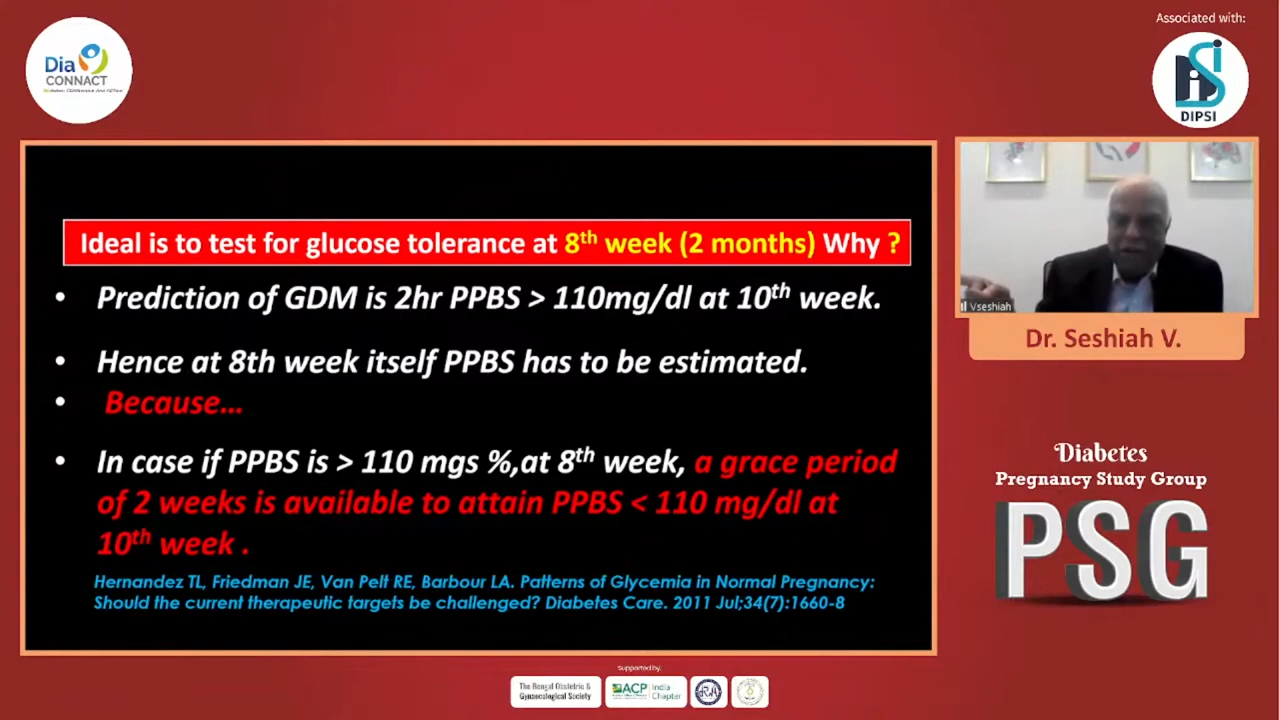 Associated with:
Dia
CONNACT
DIPSI
Ideal is to test for glucose tolerance at 8th week (2 months) Why ?
• Prediction of GDM is 2hr PPBS > 110mg/dl at 10th week.
• Hence at 8th week itself PPBS has to be estimated.
• Because...
• In case if PPBS is > 110 mgs %,at 8th week, a grace period
of 2 weeks is available to attain PPBS < 110 mg/dl at
10th week .
Hernandez TL, Friedman JE, Van Pelt RE, Barbour LA. Patterns of Glycemia in Normal Pregnancy:
Should the current therapeutic targets be challenged? Diabetes Care. 2011 Jul;34(7):1660-8
Vseshiah
Dr. Seshiah V.
Diabetes
Pregnancy Study Group
PSG
Supported by:
The Bengal Obstetric &
Gynaecological Society
ACP
India
Chapter